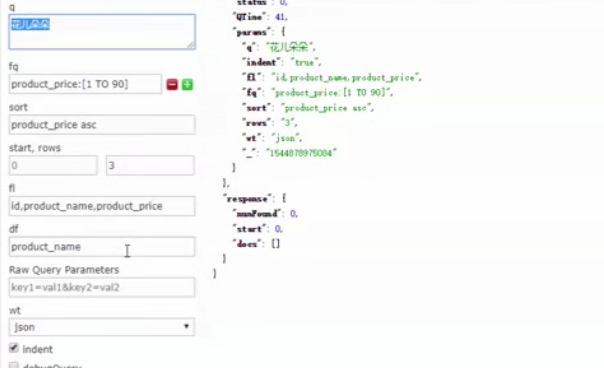 q
花儿朵朵
fq
product_price:[1 TO 90]
sort
product_price asc
start, rows
0
3
fl
id,product_name,product_price
df
product_name
Raw Query Parameters
key1=val1&key2=val2
wt
json
indent
debugQuery
"status": 0,
"QTime": 41,
"params": {
"q": "花儿朵朵",
"indent": "true",
"fl": "id,product_name,product_price",
"fq": "product_price:[1 TO 90]",
"sort": "product_price asc",
"rows": "3",
"wt": "json",
"_": "1544878975084"
}
},
"response": {
"numFound": 0,
"start": 0,
"docs": []
}
}